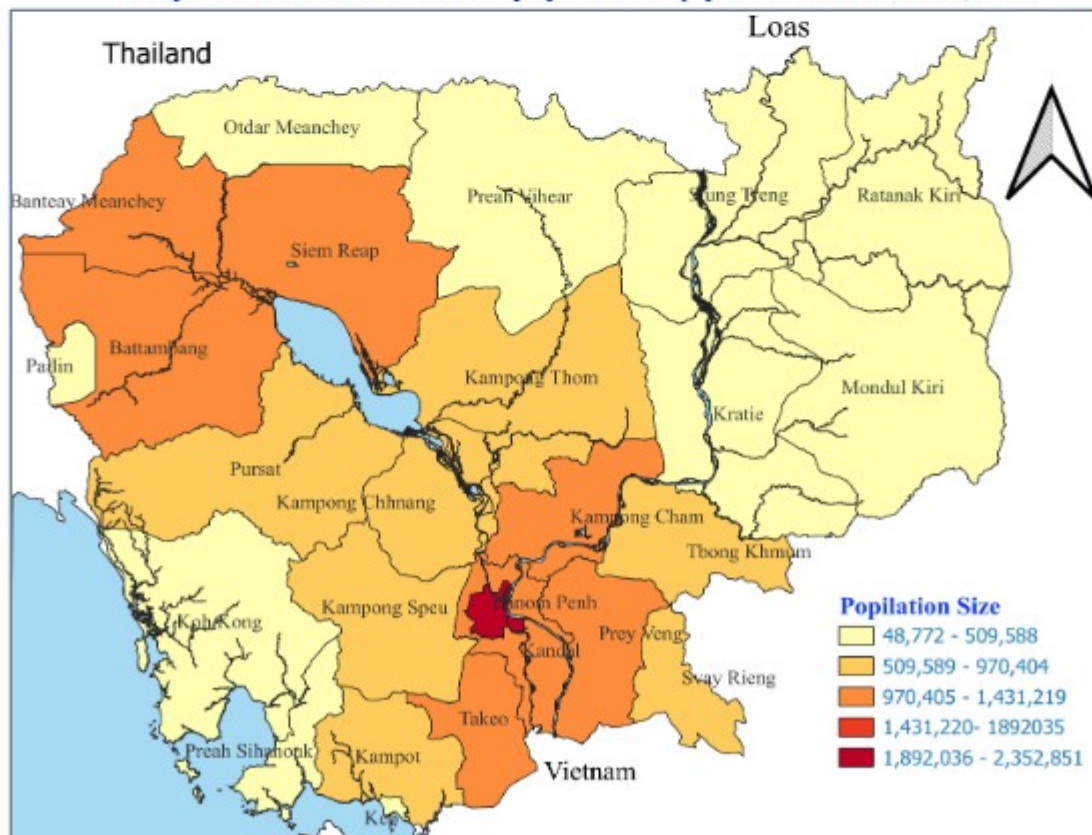 Loas
Thailand
Otdar Meanchey
Banteay Meanchey
Preah Vihear
Stung Treng
Ratanak Kiri
Siem Reap
Battambang
Pailin
Kampong Thom
Mondul Kiri
Kratie
Pursat
Kampong Chhnang
Kampong Cham
Tbong Khmum
Kampong Speu
Phnom Penh
Popilation Size
48,772 - 509,588
Koh Kong
Prey Veng
509,589 - 970,404
Kandal
Svay Rieng
970,405 - 1,431,219
Takeo
1,431,220- 1892035
Preah Sihanouk
Kampot
Vietnam
1,892,036 - 2,352,851
Kep